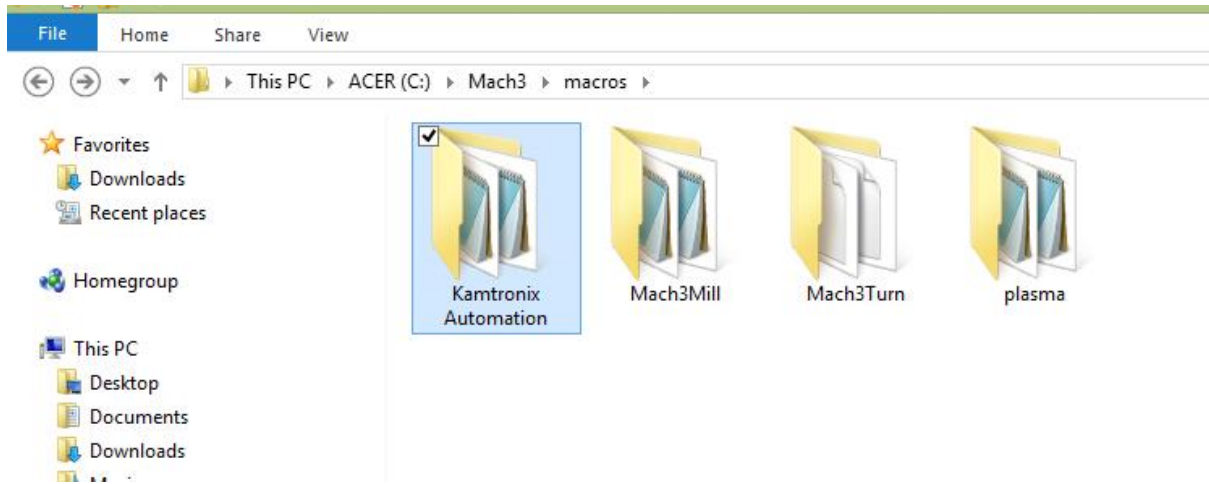 File Home Share View
This PC ACER (C:) Mach3 macros
Favorites
Downloads
Recent places
Homegroup
This PC
Desktop
Documents
Downloads
Kamtronix
Automation
Mach3Mill
Mach3Turn
plasma